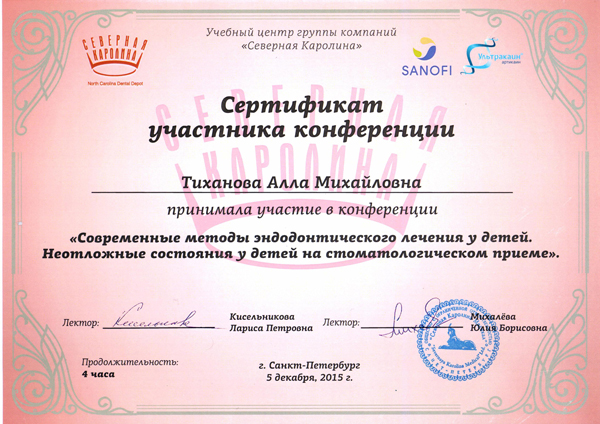 Учебный центр группы компаний
«Северная Каролина»
СЕВЕРНАЯ
КАРОЛИНА
North Carolina Dental Depot
SANOFI
Ультракаин
артикаин
СЕВЕРНАЯ
КАРОЛИНА
Сертификат
участника конференции
Тиханова Алла Михайловна
принимала участие в конференции
«Современные методы эндодонтического лечения у детей.
Неотложные состояния у детей на стоматологическом приеме».
Лектор:
Кисельникова
Лариса Петровна
Лектор:
Михалёва
Юлия Борисовна
Продолжительность:
4 часа
г. Санкт-Петербург
5 декабря, 2015 г.